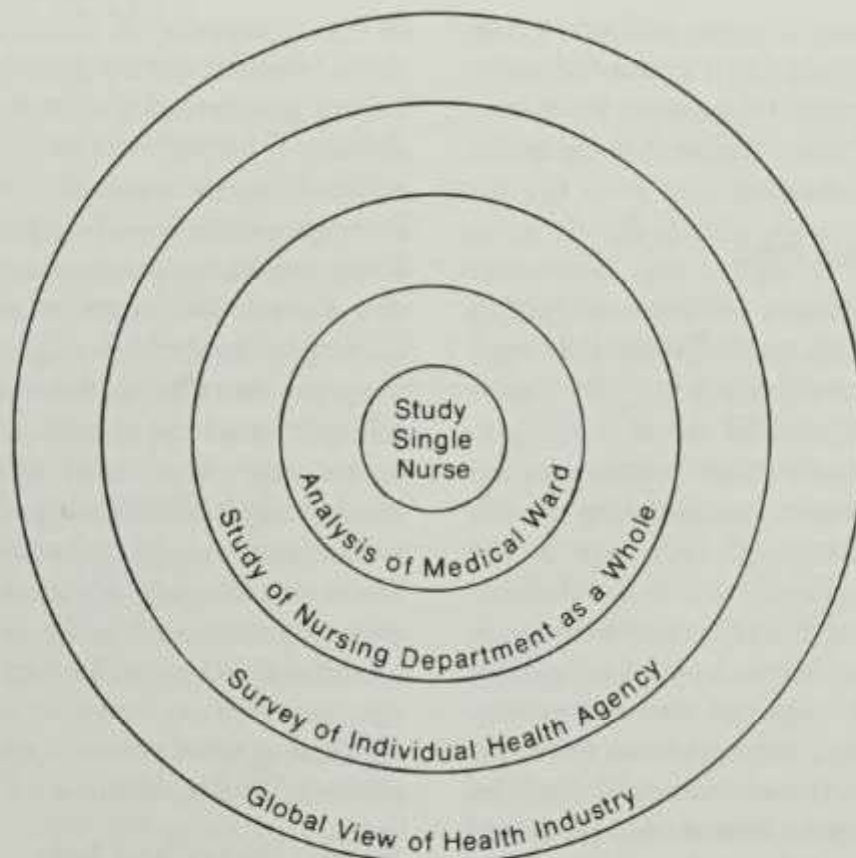 Study
Single
Nurse
Analysis of Medical Ward
Study of Nursing Department as a Whole
Survey of Individual Health Agency
Global View of Health Industry